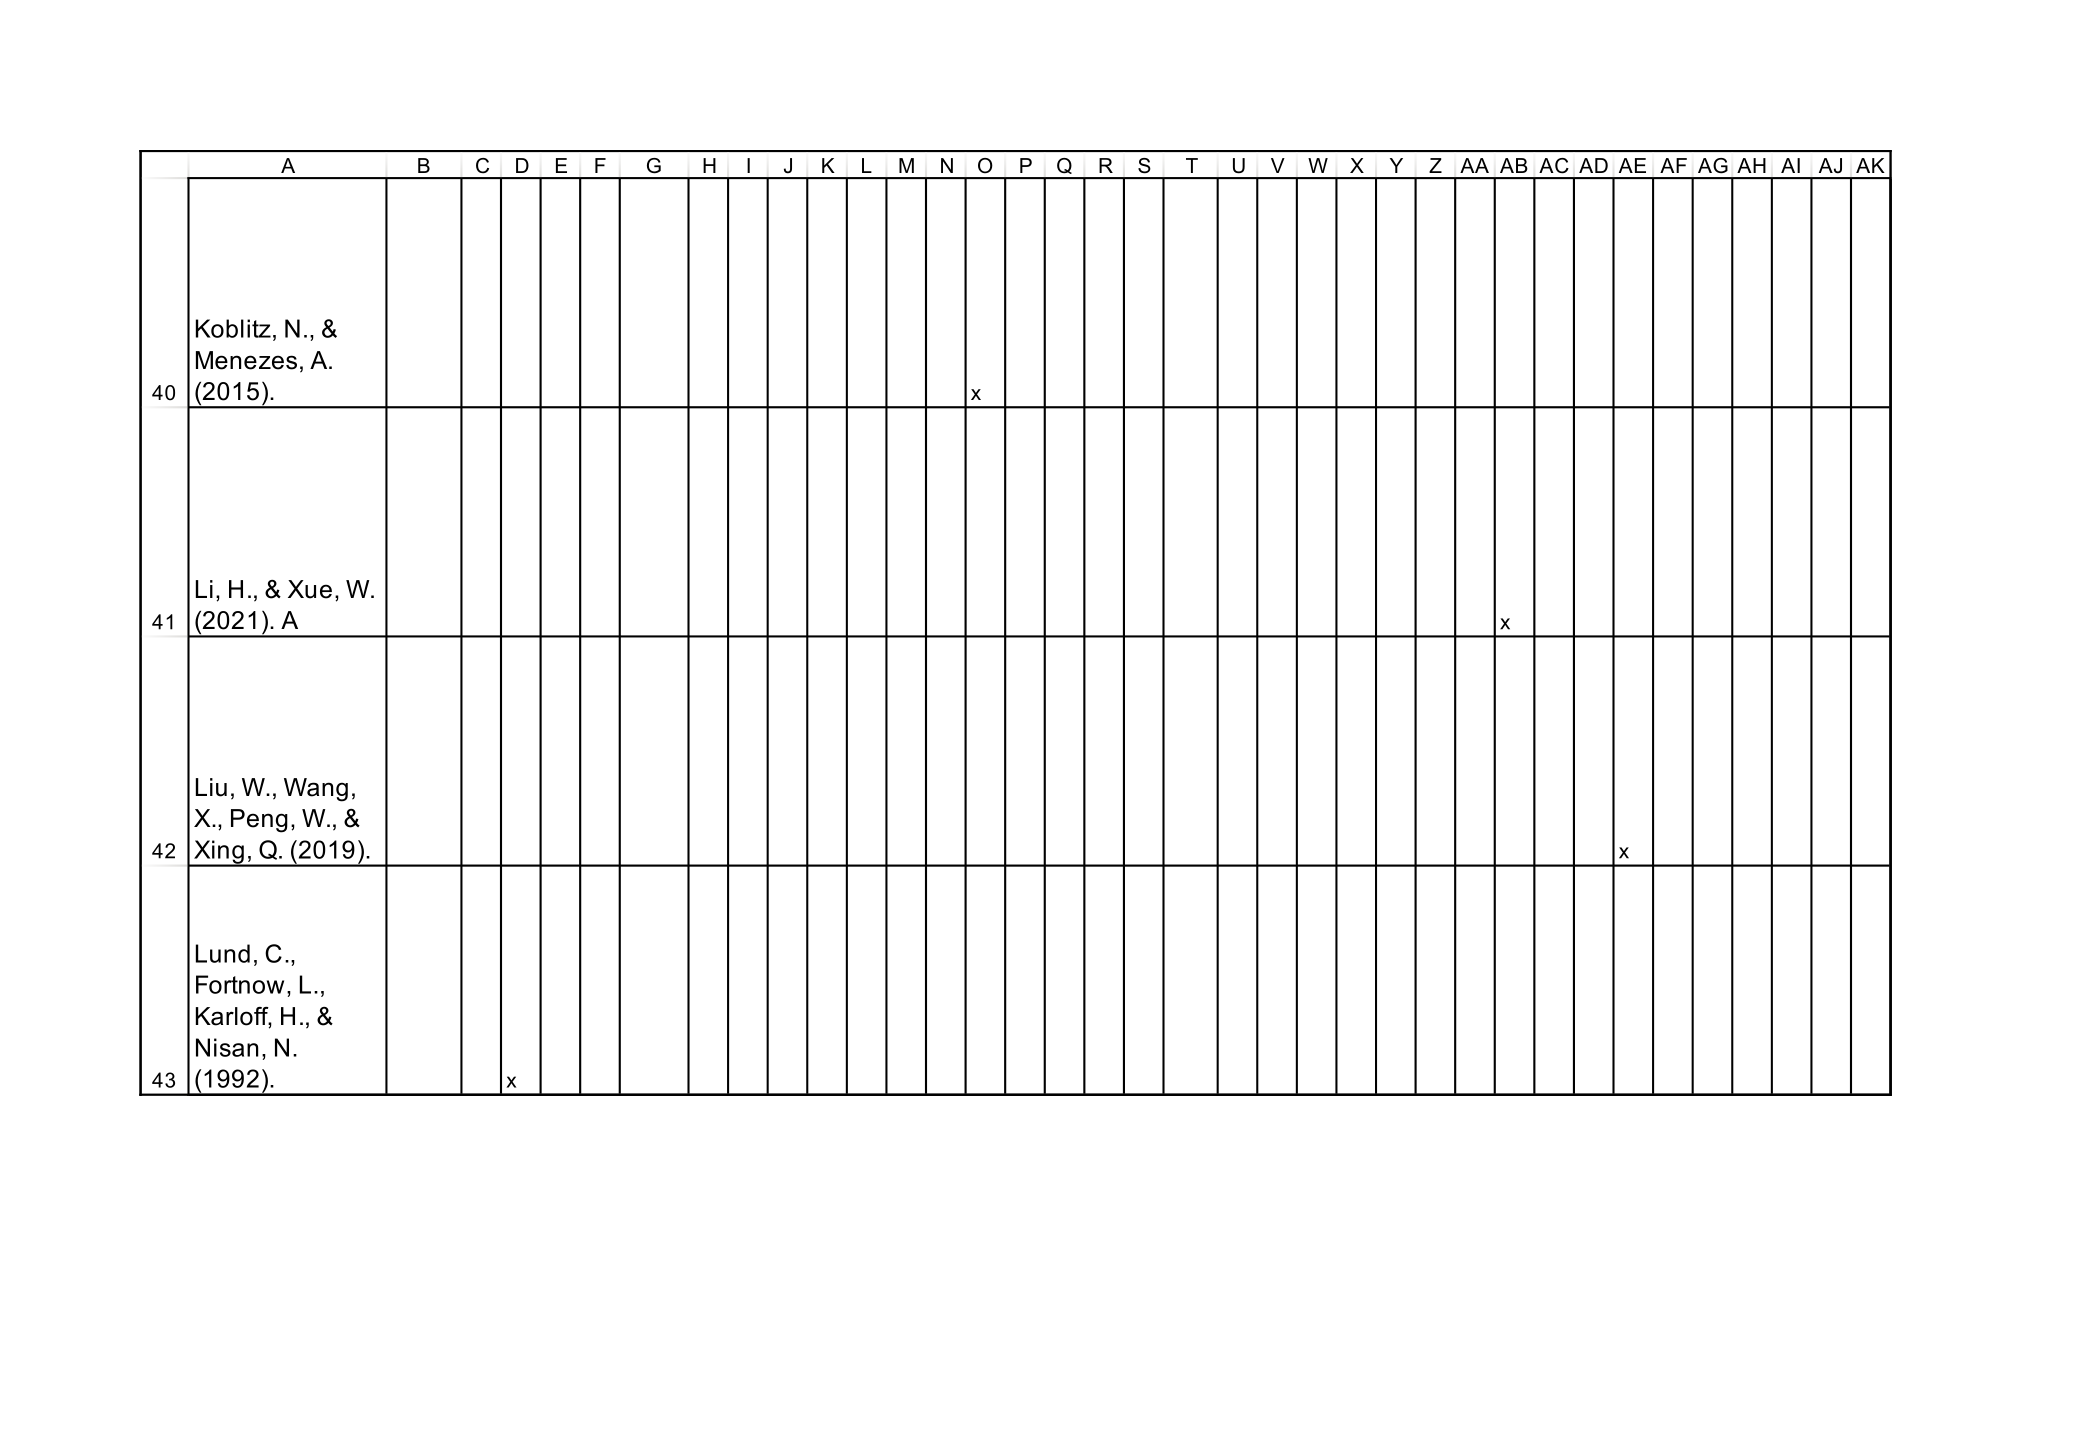 A B C D E F G H I J K L M N O P Q R S T U V W X Y Z AA AB AC AD AE AF AG AH AI AJ AK
Koblitz, N., &
Menezes, A.
40 (2015). x
Li, H., & Xue, W.
41 (2021). A x
Liu, W., Wang,
X., Peng, W., &
42 Xing, Q. (2019). x
Lund, C.,
Fortnow, L.,
Karloff, H., &
Nisan, N.
43 (1992). x